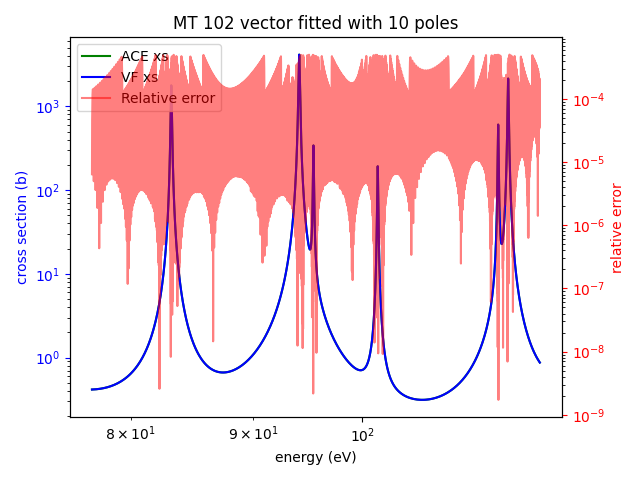 MT 102 vector fitted with 10 poles
ACE xs
VF xs
Relative error
cross section (b)
10³
10²
10¹
10⁰
10⁻⁴
10⁻⁵
10⁻⁶
10⁻⁷
10⁻⁸
10⁻⁹
relative error
8 × 10¹
9 × 10¹
10²
energy (eV)